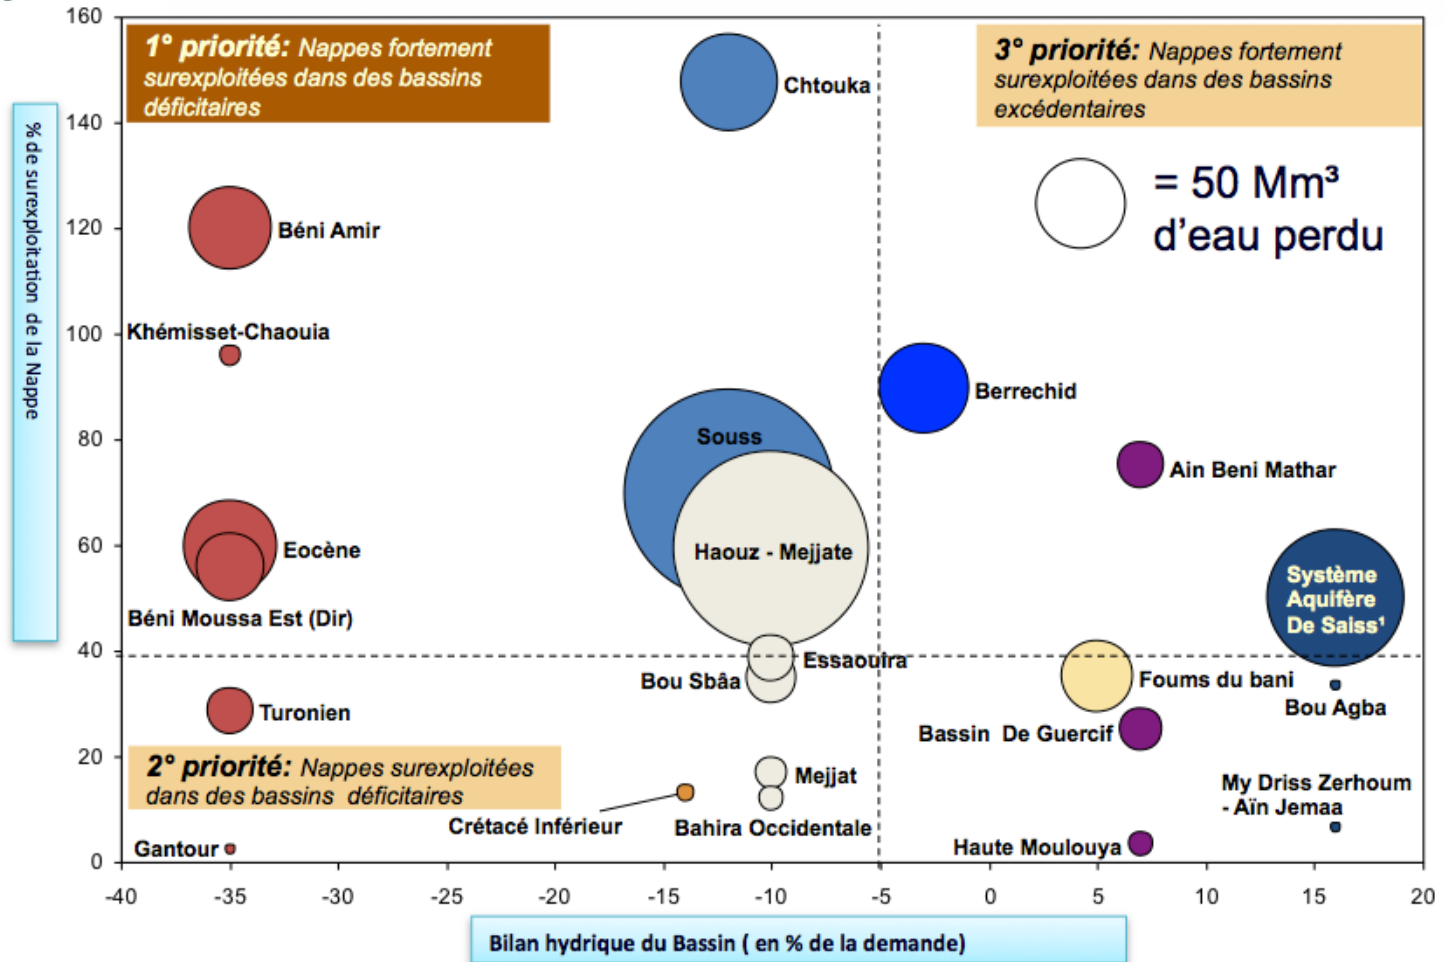 160
140
120
100
80
60
40
20
0
% de surexploitation de la Nappe
1° priorité: Nappes fortement
surexploitées dans des bassins
déficitaires
3° priorité: Nappes fortement
surexploitées dans des bassins
excédentaires
= 50 Mm³
d'eau perdu
Chtouka
Béni Amir
Khémisset-Chaouia
Berrechid
Souss
Ain Beni Mathar
Haouz - Mejjate
Eocène
Béni Moussa Est (Dir)
Système
Aquifère
De Saiss¹
Essaouira
Bou Sbâa
Foums du bani
Bou Agba
Turonien
Bassin De Guercif
2° priorité: Nappes surexploitées
dans des bassins déficitaires
Mejjat
My Driss Zerhoum
- Aïn Jemaa
Crétacé Inférieur
Bahira Occidentale
Gantour
Haute Moulouya
-40 -35 -30 -25 -20 -15 -10 -5 0 5 10 15 20
Bilan hydrique du Bassin ( en % de la demande)